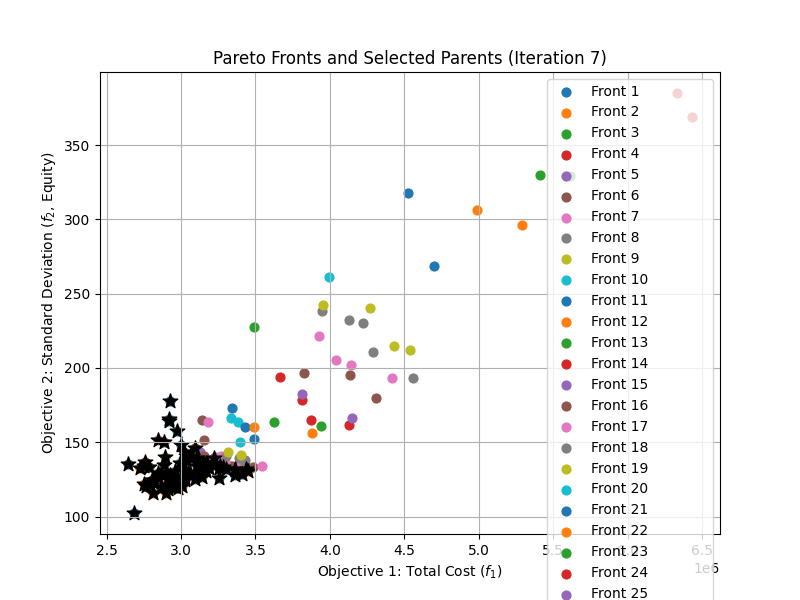 Pareto Fronts and Selected Parents (Iteration 7)
Objective 2: Standard Deviation (f₂, Equity)
350
300
250
200
150
100
2.5 3.0 3.5 4.0 4.5 5.0 5.5 6.5
1e6
Objective 1: Total Cost (f₁)
Front 1
Front 2
Front 3
Front 4
Front 5
Front 6
Front 7
Front 8
Front 9
Front 10
Front 11
Front 12
Front 13
Front 14
Front 15
Front 16
Front 17
Front 18
Front 19
Front 20
Front 21
Front 22
Front 23
Front 24
Front 25